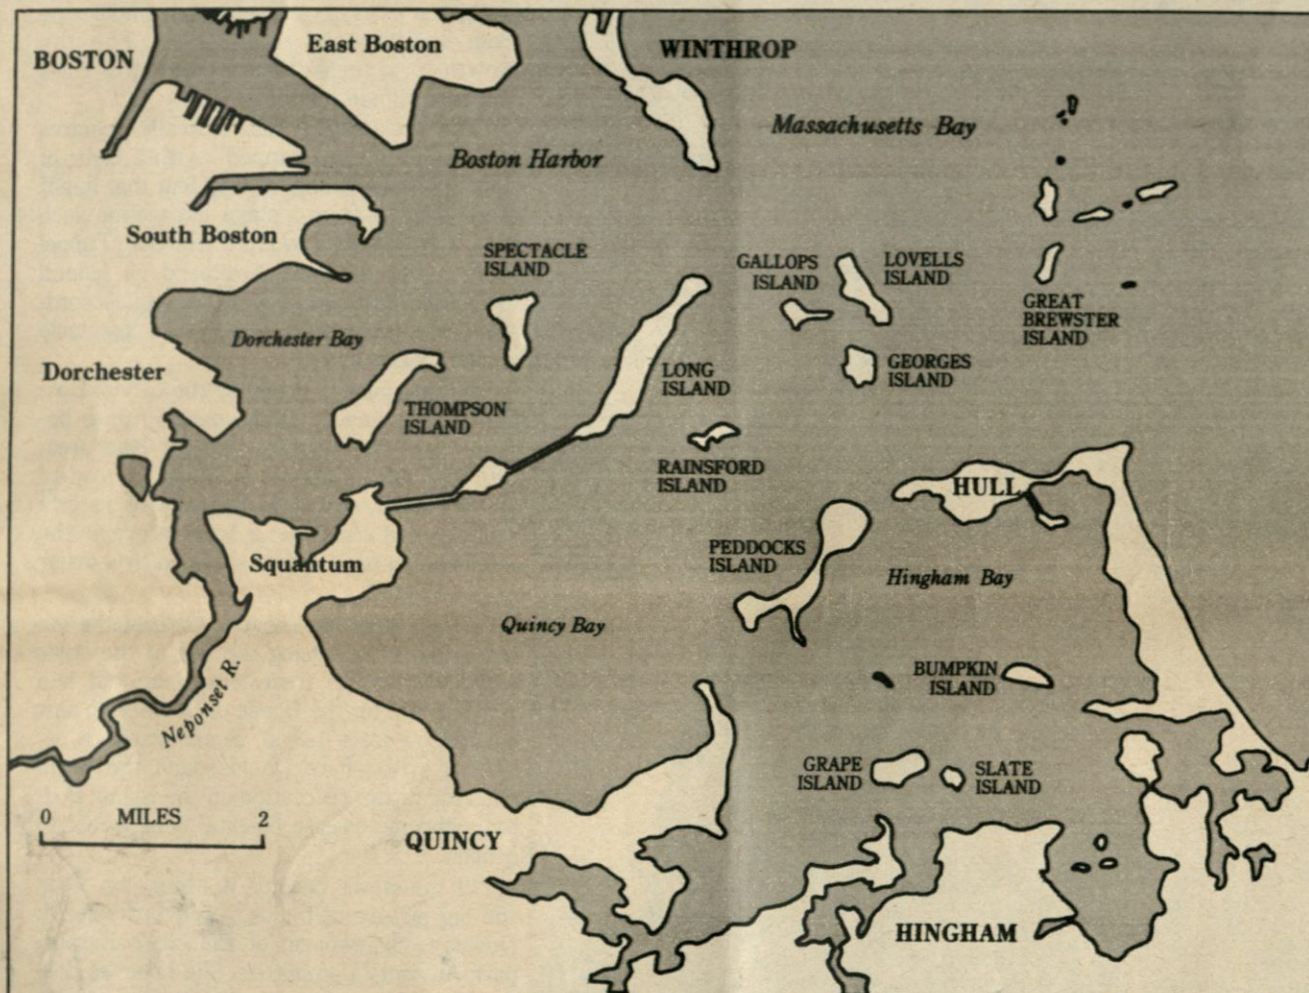 BOSTON
East Boston
WINTHROP
Massachusetts Bay
Boston Harbor
South Boston
SPECTACLE
ISLAND
GALLOPS
ISLAND
LOVELLS
ISLAND
GREAT
BREWSTER
ISLAND
Dorchester Bay
Dorchester
LONG
ISLAND
GEORGES
ISLAND
THOMPSON
ISLAND
RAINSFORD
ISLAND
HULL
PEDDOCKS
ISLAND
Squantum
Hingham Bay
Quincy Bay
BUMPKIN
ISLAND
Neponset R.
GRAPE
ISLAND
SLATE
ISLAND
0 MILES 2
QUINCY
HINGHAM